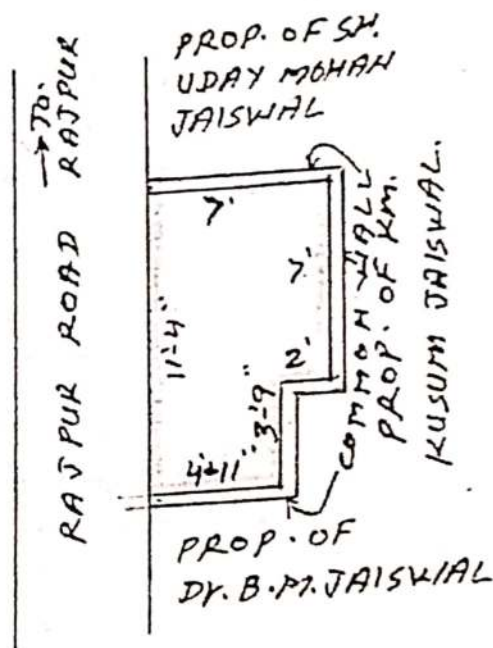 PROP. OF SH.
UDAY MOHAN
JAISWAL
→ TO.
RAJPUR
RAJPUR ROAD
7'
7'
11'-4"
2'
3'-9"
4'-11"
COMMON WALL
PROP. OF KM.
KUSUM JAISWAL.
PROP. OF
Dr. B.M. JAISWAL